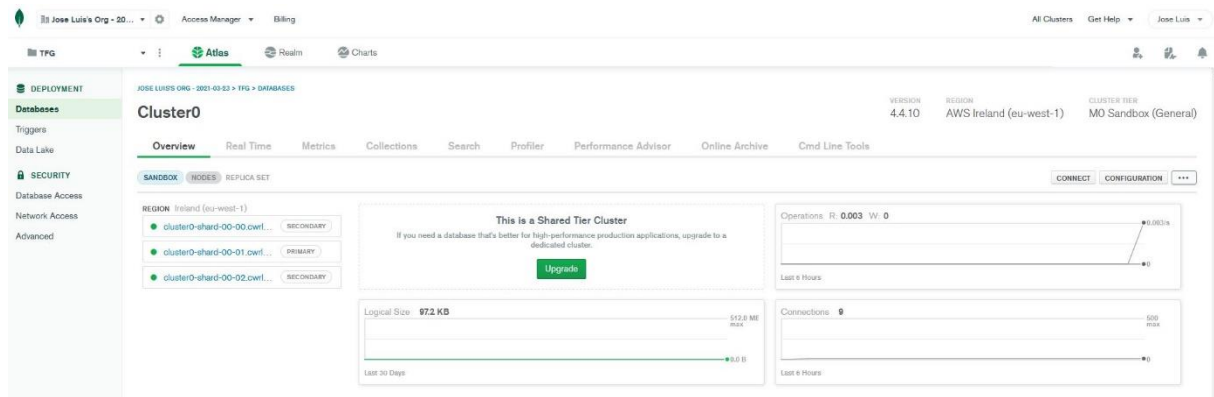 Jose Luis's Org - 20... Access Manager Billing All Clusters Get Help Jose Luis
TFG Atlas Realm Charts
DEPLOYMENT
Databases
Triggers
Data Lake
SECURITY
Database Access
Network Access
Advanced
JOSE LUIS'S ORG - 2021-03-23 > TFG > DATABASES
Cluster0
VERSION REGION CLUSTER TIER
4.4.10 AWS Ireland (eu-west-1) M0 Sandbox (General)
Overview Real Time Metrics Collections Search Profiler Performance Advisor Online Archive Cmd Line Tools
SANDBOX NODES REPLICA SET CONNECT CONFIGURATION ...
REGION Ireland (eu-west-1)
cluster0-shard-00-00.cwrl... SECONDARY
cluster0-shard-00-01.cwrl... PRIMARY
cluster0-shard-00-02.cwrl... SECONDARY
This is a Shared Tier Cluster
If you need a database that's better for high-performance production applications, upgrade to a
dedicated cluster.
Upgrade
Operations R: 0.003 W: 0
0.003/s
0
Last 6 Hours
Logical Size 97.2 KB
512.0 MB
max
0.0 B
Last 30 Days
Connections 9
500
max
0
Last 6 Hours